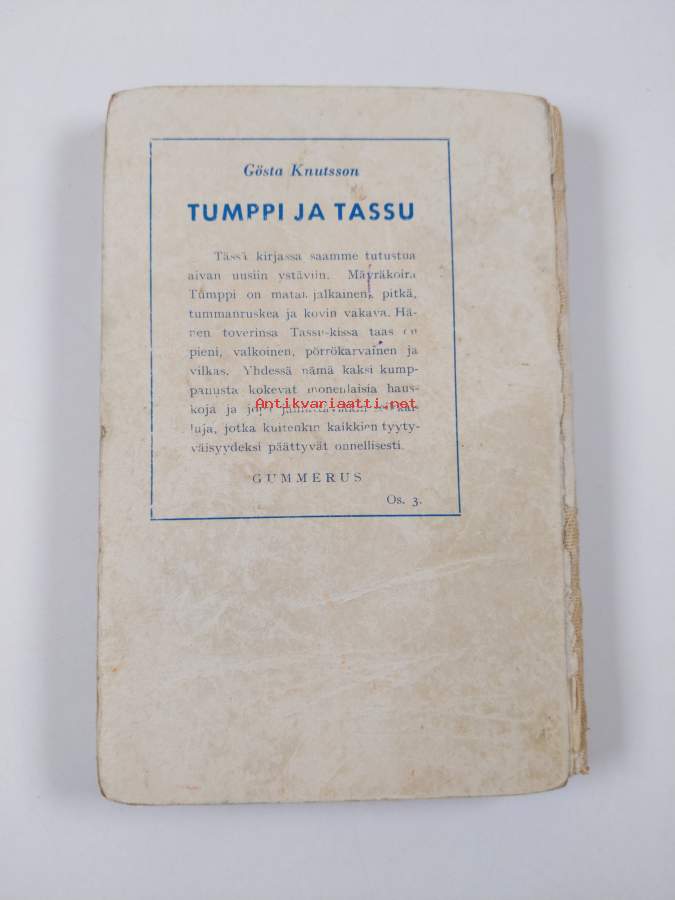 Gösta Knutsson
TUMPPI JA TASSU
Tässä kirjassa saamme tutustua
aivan uusiin ystäviin. Mäyräkoira
Tumppi on matalajalkainen, pitkä,
tummanruskea ja kovin vakava. Hä-
nen toverinsa Tassu-kissa taas on
pieni, valkoinen, pörrökarvainen ja
vilkas. Yhdessä nämä kaksi kump-
panusta kokevat monenlaisia haus-
Antikvariaatti.net
koja ja
luja, jotka kuitenkin kaikkien tyyty-
väisyydeksi päättyvät onnellisesti.
GUMMERUS
Os. 3.